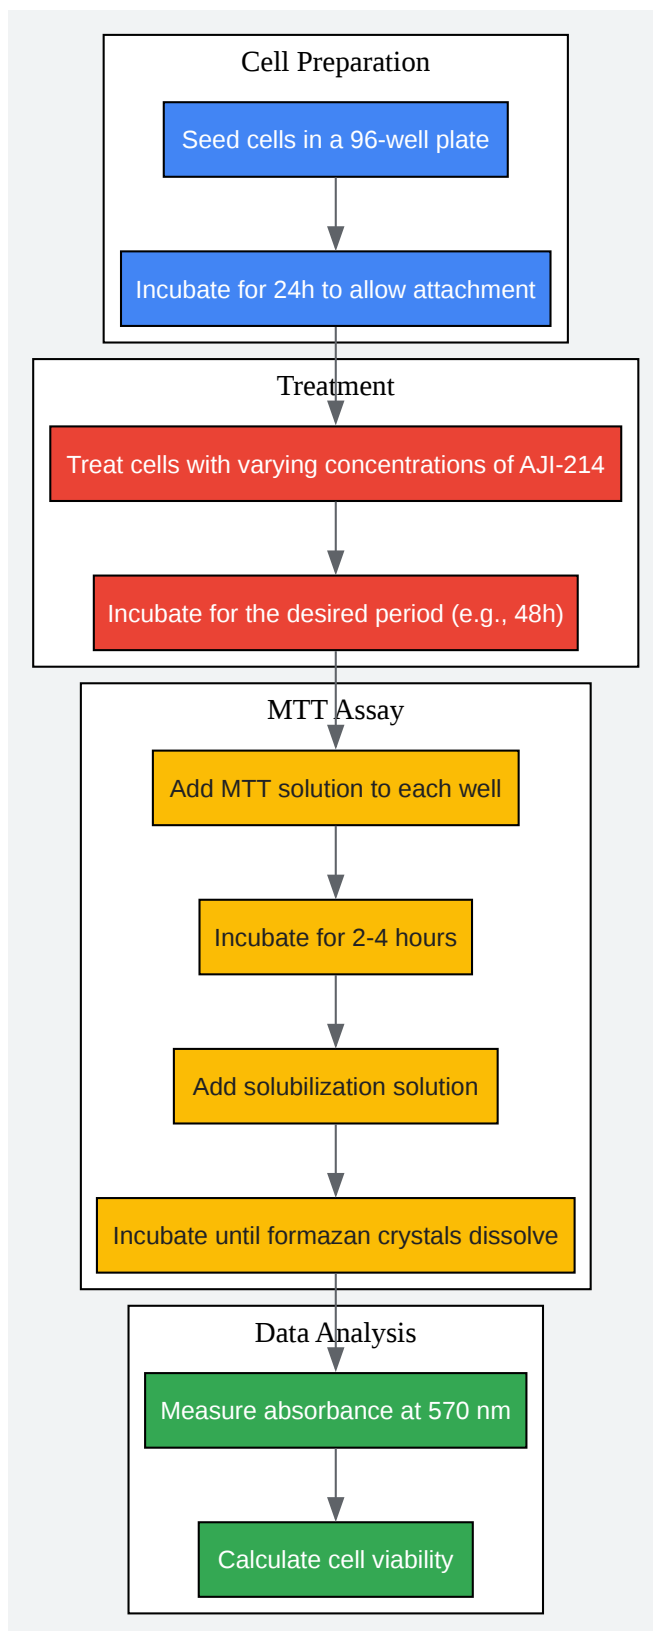 Cell Preparation
Seed cells in a 96-well plate
Incubate for 24h to allow attachment
Treatment
Treat cells with varying concentrations of AJI-214
Incubate for the desired period (e.g., 48h)
MTT Assay
Add MTT solution to each well
Incubate for 2-4 hours
Add solubilization solution
Incubate until formazan crystals dissolve
Data Analysis
Measure absorbance at 570 nm
Calculate cell viability